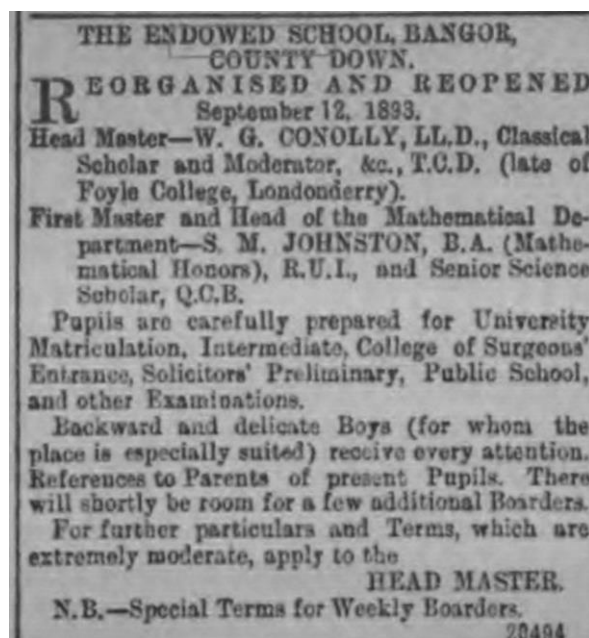 THE ENDOWED SCHOOL, BANGOR,
COUNTY DOWN.
REORGANISED AND REOPENED
September 12, 1893.
Head Master—W. G. CONOLLY, LL.D., Classical
Scholar and Moderator, &c., T.C.D. (late of
Foyle College, Londonderry).
First Master and Head of the Mathematical De-
partment—S. M. JOHNSTON, B.A. (Mathe-
matical Honors), R.U.I., and Senior Science
Scholar, Q.C.B.
Pupils are carefully prepared for University
Matriculation, Intermediate, College of Surgeons'
Entrance, Solicitors' Preliminary, Public School,
and other Examinations.
Backward and delicate Boys (for whom the
place is especially suited) receive every attention.
References to Parents of present Pupils. There
will shortly be room for a few additional Boarders.
For further particulars and Terms, which are
extremely moderate, apply to the
HEAD MASTER.
N.B.—Special Terms for Weekly Boarders.
20494